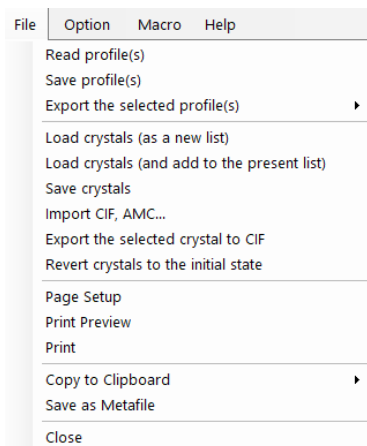 File Option Macro Help
Read profile(s)
Save profile(s)
Export the selected profile(s)
Load crystals (as a new list)
Load crystals (and add to the present list)
Save crystals
Import CIF, AMC...
Export the selected crystal to CIF
Revert crystals to the initial state
Page Setup
Print Preview
Print
Copy to Clipboard
Save as Metafile
Close